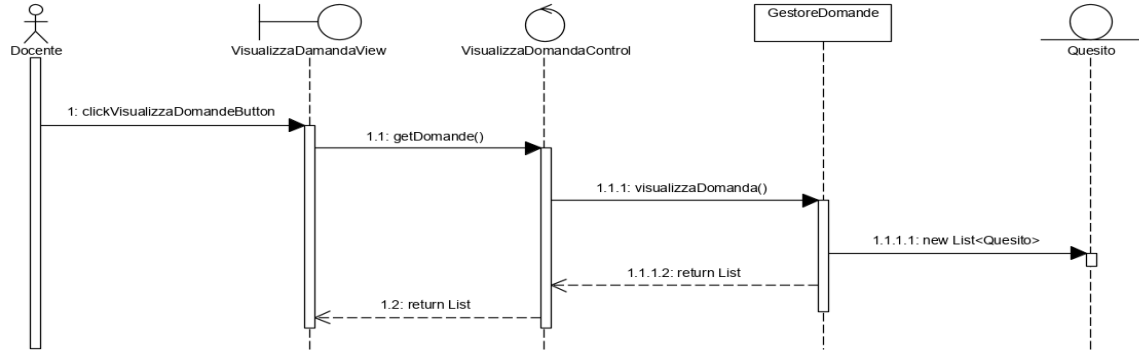 GestoreDomande
Docente
VisualizzaDamandaView
VisualizzaDomandaControl
Quesito
1: clickVisualizzaDomandeButton
1.1: getDomande()
1.1.1: visualizzaDomanda()
1.1.1.1: new List<Quesito>
1.1.1.2: return List
1.2: return List